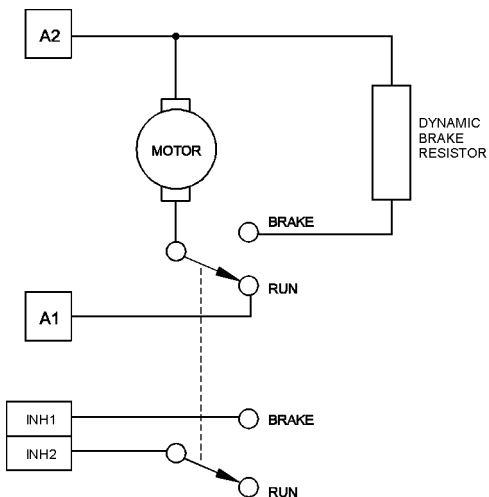 A2
MOTOR
DYNAMIC
BRAKE
RESISTOR
BRAKE
RUN
A1
INH1
BRAKE
INH2
RUN